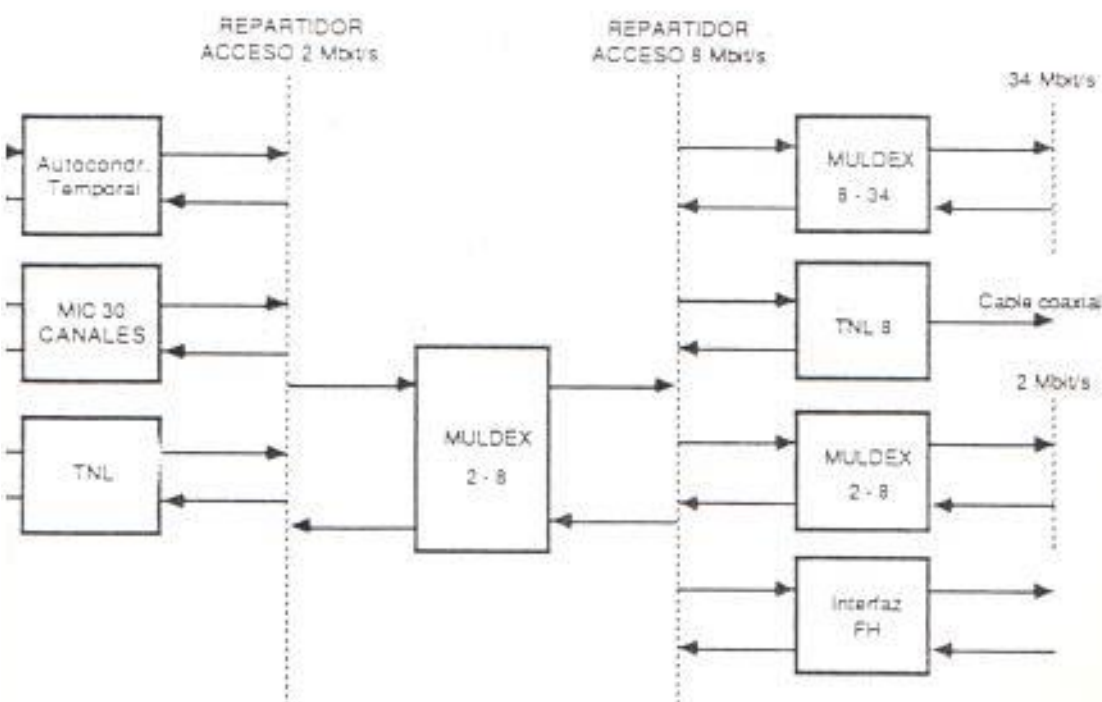 REPARTIDOR
ACCESO 2 Mbit/s
REPARTIDOR
ACCESO 8 Mbit/s
34 Mbit/s
Autocondr.
Temporal
MULDEX
8 - 34
MIC 30
CANALES
TNL 8
Cable coaxial
2 Mbit/s
TNL
MULDEX
2 - 8
MULDEX
2 - 8
Interfaz
FH